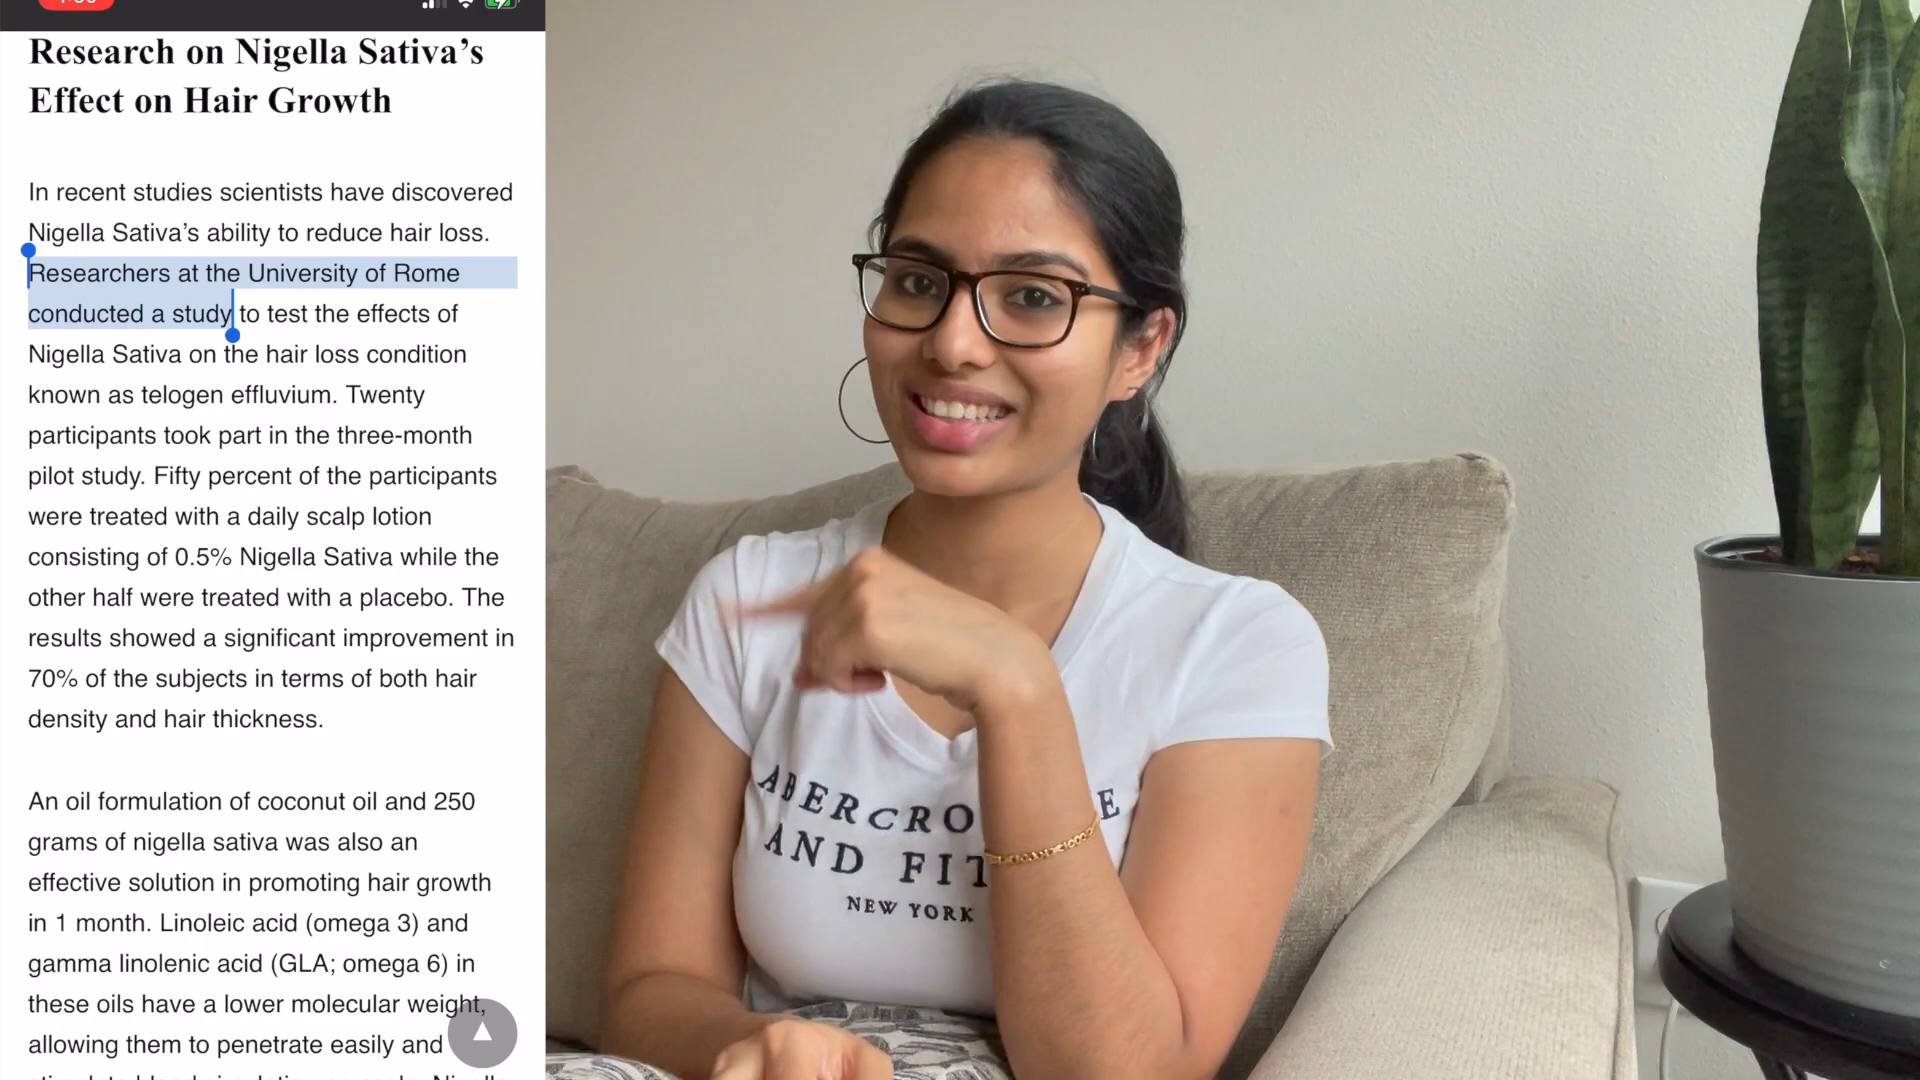 Research on Nigella Sativa’s
Effect on Hair Growth
In recent studies scientists have discovered
Nigella Sativa’s ability to reduce hair loss.
Researchers at the University of Rome
conducted a study to test the effects of
Nigella Sativa on the hair loss condition
known as telogen effluvium. Twenty
participants took part in the three-month
pilot study. Fifty percent of the participants
were treated with a daily scalp lotion
consisting of 0.5% Nigella Sativa while the
other half were treated with a placebo. The
results showed a significant improvement in
70% of the subjects in terms of both hair
density and hair thickness.
An oil formulation of coconut oil and 250
grams of nigella sativa was also an
effective solution in promoting hair growth
in 1 month. Linoleic acid (omega 3) and
gamma linolenic acid (GLA; omega 6) in
these oils have a lower molecular weight,
allowing them to penetrate easily and
ABERCRO E
AND FIT
NEW YORK